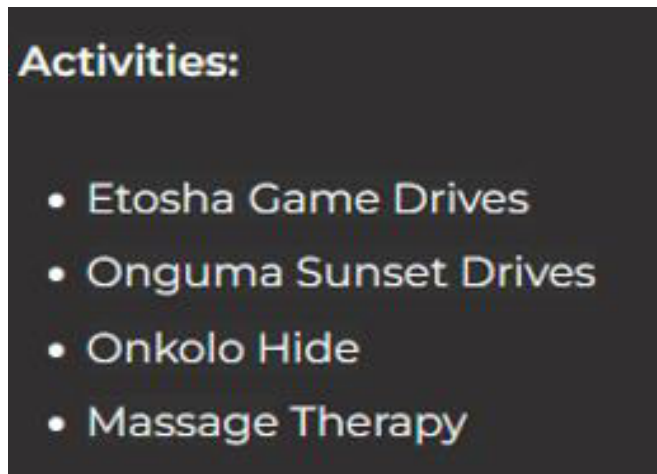 Activities:
• Etosha Game Drives
• Onguma Sunset Drives
• Onkolo Hide
• Massage Therapy